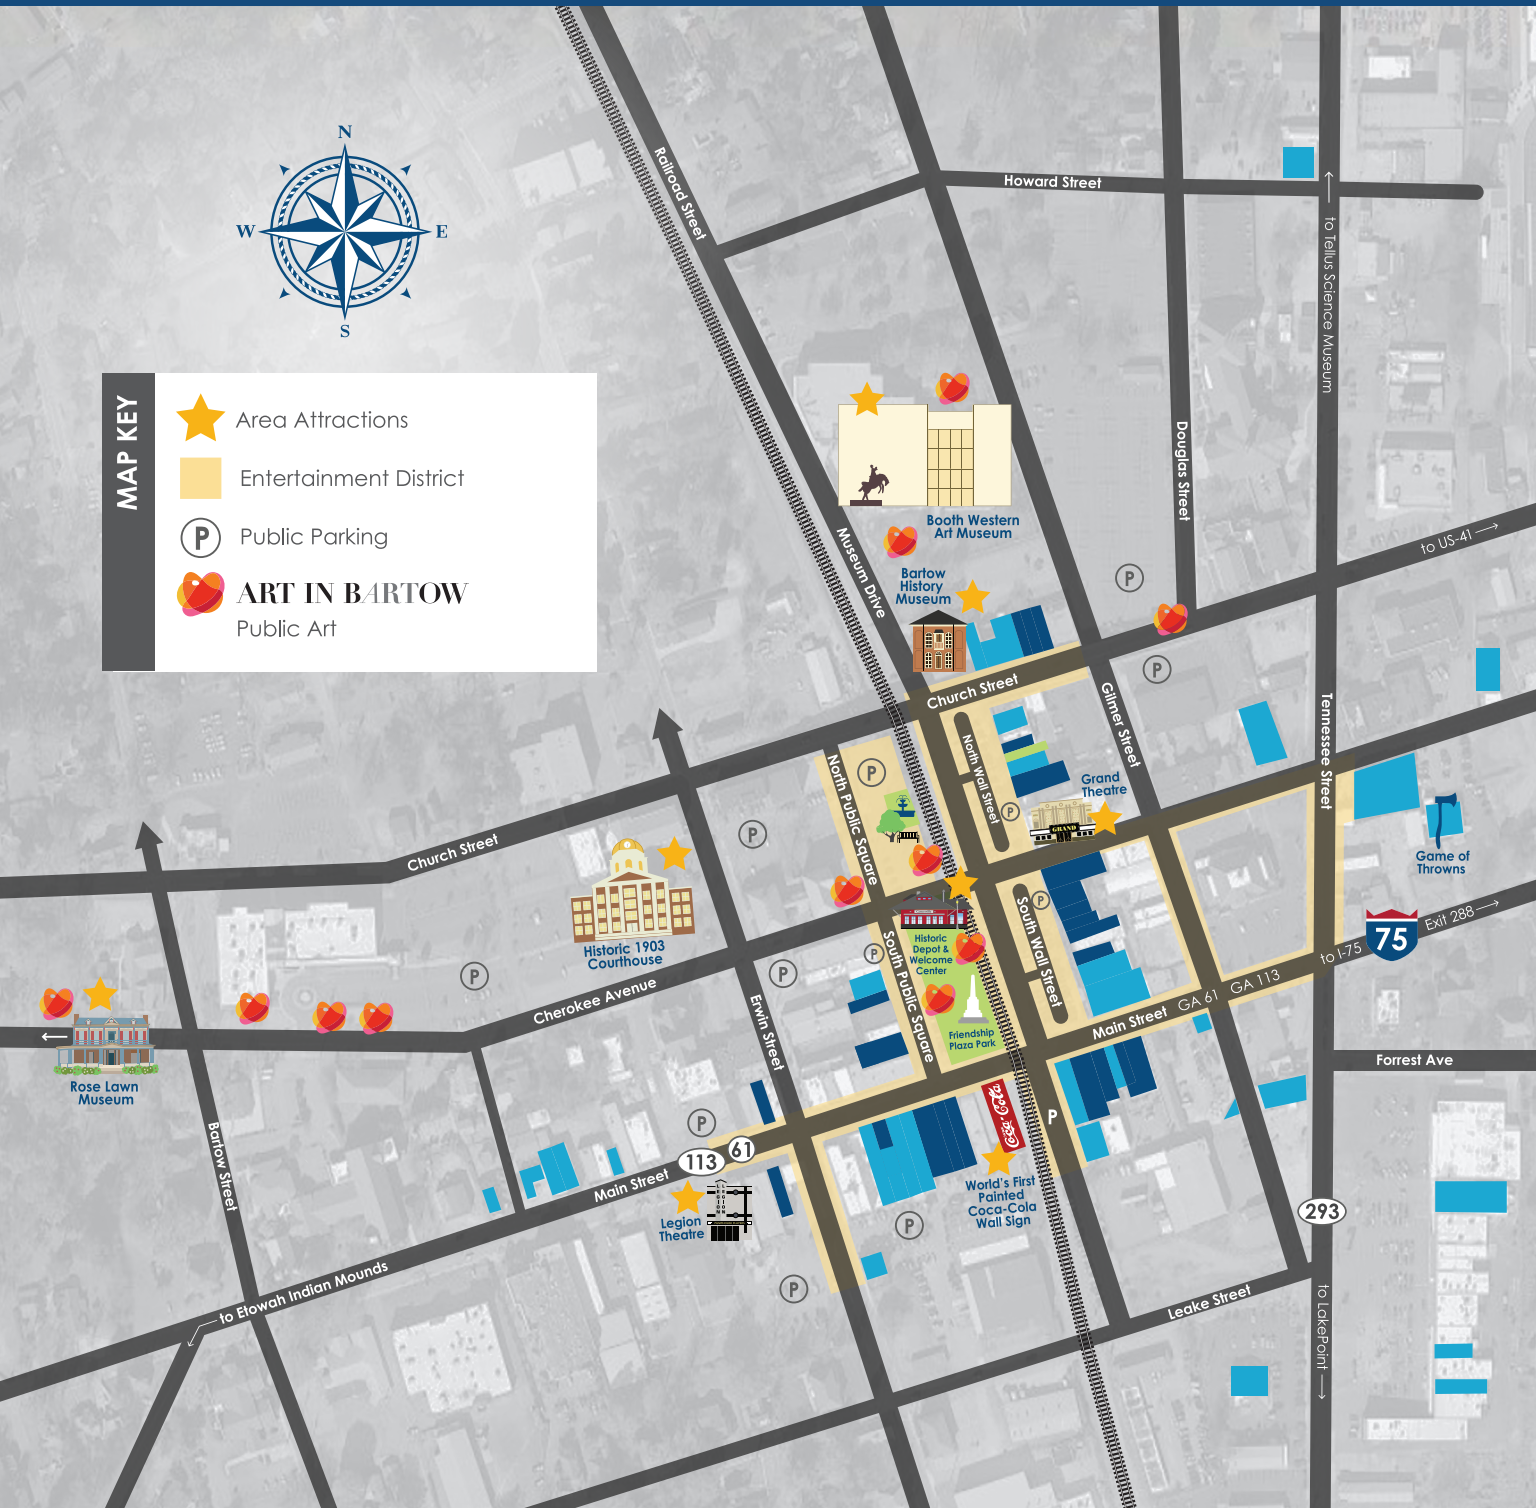 N
W
E
S
MAP KEY
Area Attractions
Entertainment District
P
Public Parking
ART IN BARTOW
Public Art
Railroad Street
Howard Street
to Tellus Science Museum
Douglas Street
to US-41
Booth Western
Art Museum
Museum Drive
Bartow
History
Museum
P
P
Church Street
Gilmer Street
Tennessee Street
North Wall Street
North Public Square
P
P
Grand
Theatre
GRAND
P
Church Street
Game of
Throwns
Historic 1903
Courthouse
P
P
South Wall Street
Historic
Depot &
Welcome
Center
P
South Public Square
75
Exit 288
to I-75
GA 113
GA 61
Main Street
P
Cherokee Avenue
Erwin Street
Friendship
Plaza Park
Rose Lawn
Museum
Forrest Ave
Coca-Cola
P
P
61
113
Main Street
Bartow Street
LEGION
LEGION
Legion
Theatre
World's First
Painted
Coca-Cola
Wall Sign
P
293
P
to Etowah Indian Mounds
Leake Street
to LakePoint